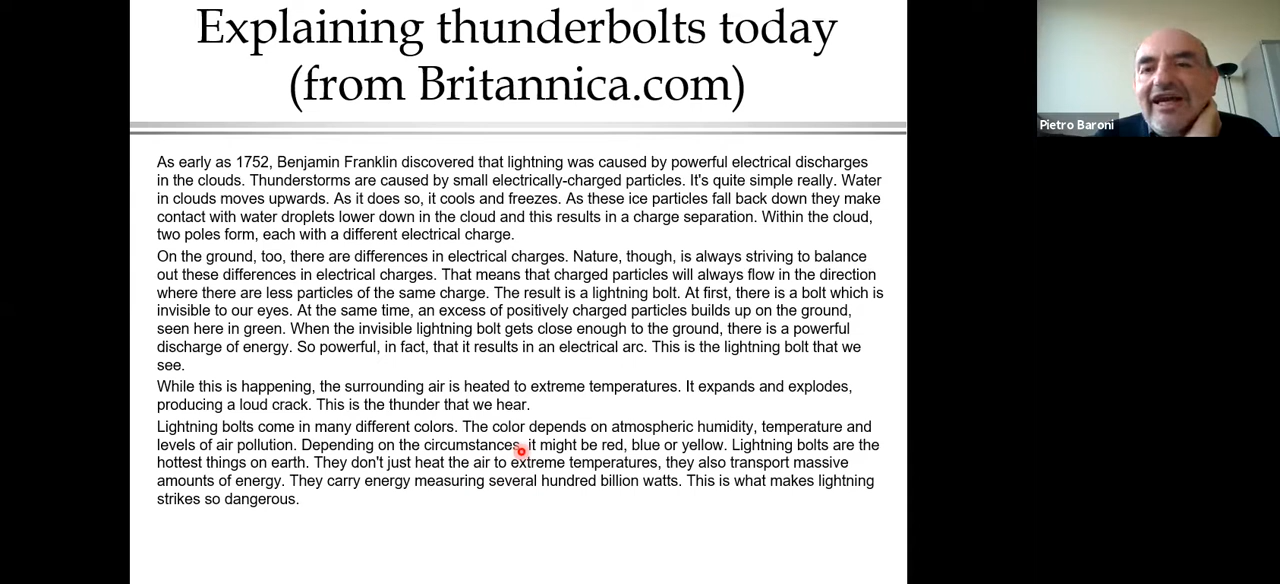 Explaining thunderbolts today
(from Britannica.com)
Pietro Baroni
As early as 1752, Benjamin Franklin discovered that lightning was caused by powerful electrical discharges
in the clouds. Thunderstorms are caused by small electrically-charged particles. It's quite simple really. Water
in clouds moves upwards. As it does so, it cools and freezes. As these ice particles fall back down they make
contact with water droplets lower down in the cloud and this results in a charge separation. Within the cloud,
two poles form, each with a different electrical charge.
On the ground, too, there are differences in electrical charges. Nature, though, is always striving to balance
out these differences in electrical charges. That means that charged particles will always flow in the direction
where there are less particles of the same charge. The result is a lightning bolt. At first, there is a bolt which is
invisible to our eyes. At the same time, an excess of positively charged particles builds up on the ground,
seen here in green. When the invisible lightning bolt gets close enough to the ground, there is a powerful
discharge of energy. So powerful, in fact, that it results in an electrical arc. This is the lightning bolt that we
see.
While this is happening, the surrounding air is heated to extreme temperatures. It expands and explodes,
producing a loud crack. This is the thunder that we hear.
Lightning bolts come in many different colors. The color depends on atmospheric humidity, temperature and
levels of air pollution. Depending on the circumstances, it might be red, blue or yellow. Lightning bolts are the
hottest things on earth. They don't just heat the air to extreme temperatures, they also transport massive
amounts of energy. They carry energy measuring several hundred billion watts. This is what makes lightning
strikes so dangerous.